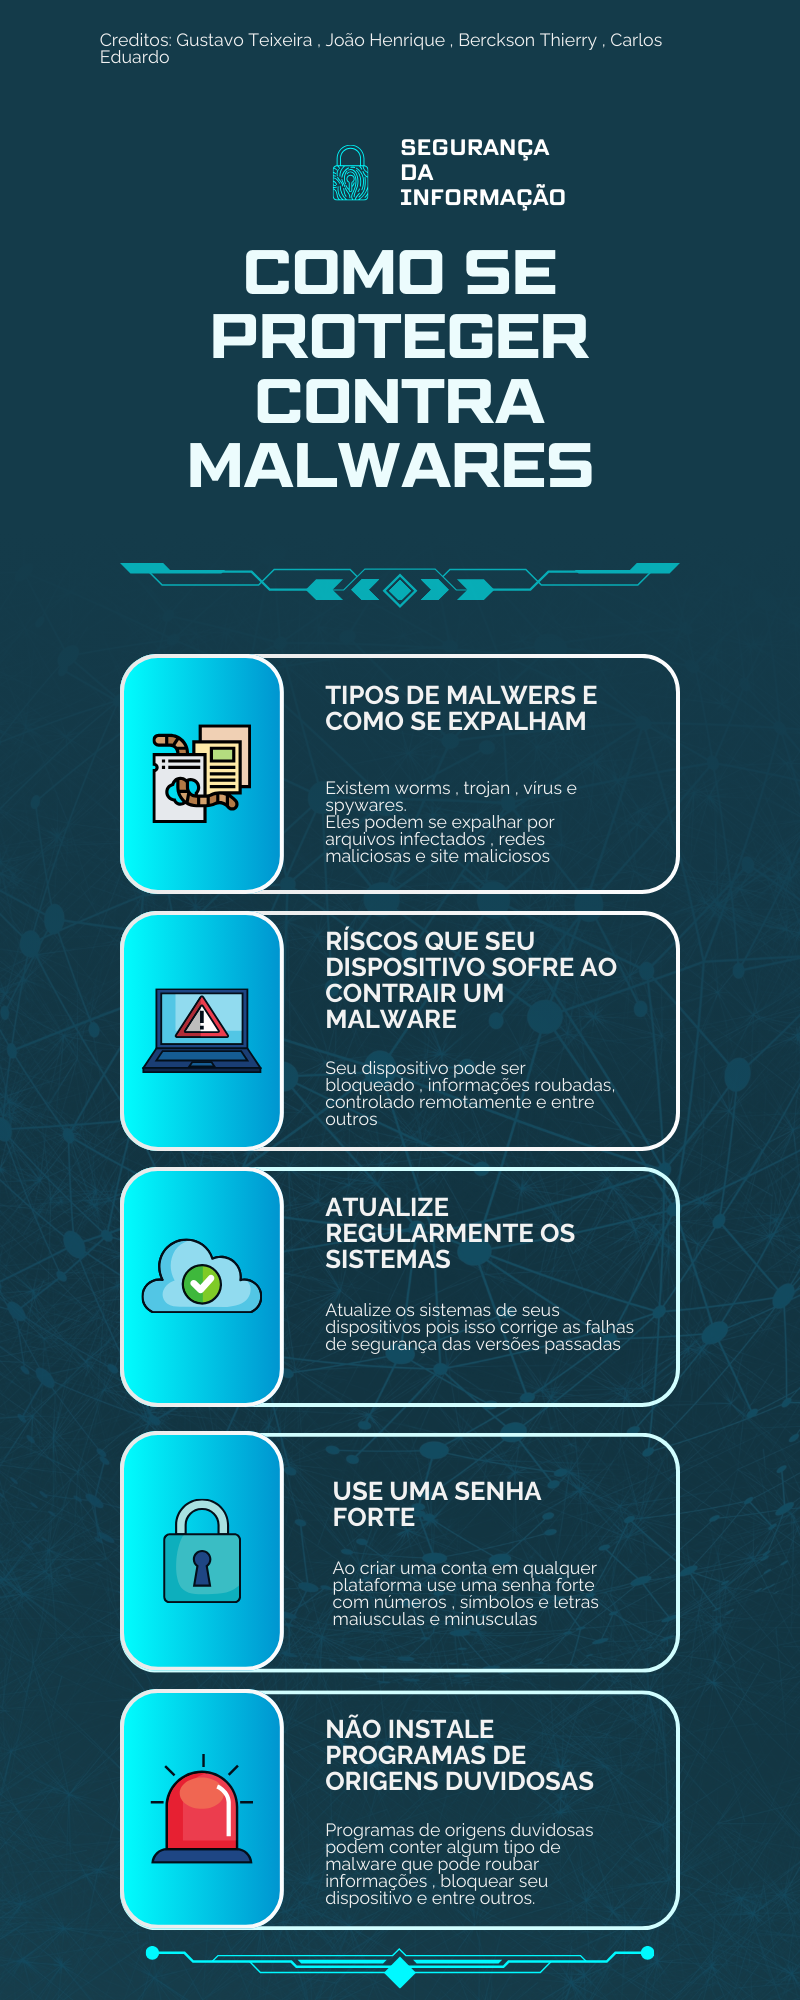 Creditos: Gustavo Teixeira , João Henrique , Berckson Thierry , Carlos
Eduardo
SEGURANÇA
DA
INFORMAÇÃO
COMO SE
PROTEGER
CONTRA
MALWARES
TIPOS DE MALWERS E
COMO SE EXPALHAM
Existem worms , trojan , vírus e
spywares.
Eles podem se expalhar por
arquivos infectados , redes
maliciosas e site maliciosos
RÍSCOS QUE SEU
DISPOSITIVO SOFRE AO
CONTRAIR UM
MALWARE
Seu dispositivo pode ser
bloqueado , informações roubadas,
controlado remotamente e entre
outros
ATUALIZE
REGULARMENTE OS
SISTEMAS
Atualize os sistemas de seus
dispositivos pois isso corrige as falhas
de segurança das versões passadas
USE UMA SENHA
FORTE
Ao criar uma conta em qualquer
plataforma use uma senha forte
com números , símbolos e letras
maiusculas e minusculas
NÃO INSTALE
PROGRAMAS DE
ORIGENS DUVIDOSAS
Programas de origens duvidosas
podem conter algum tipo de
malware que pode roubar
informações , bloquear seu
dispositivo e entre outros.